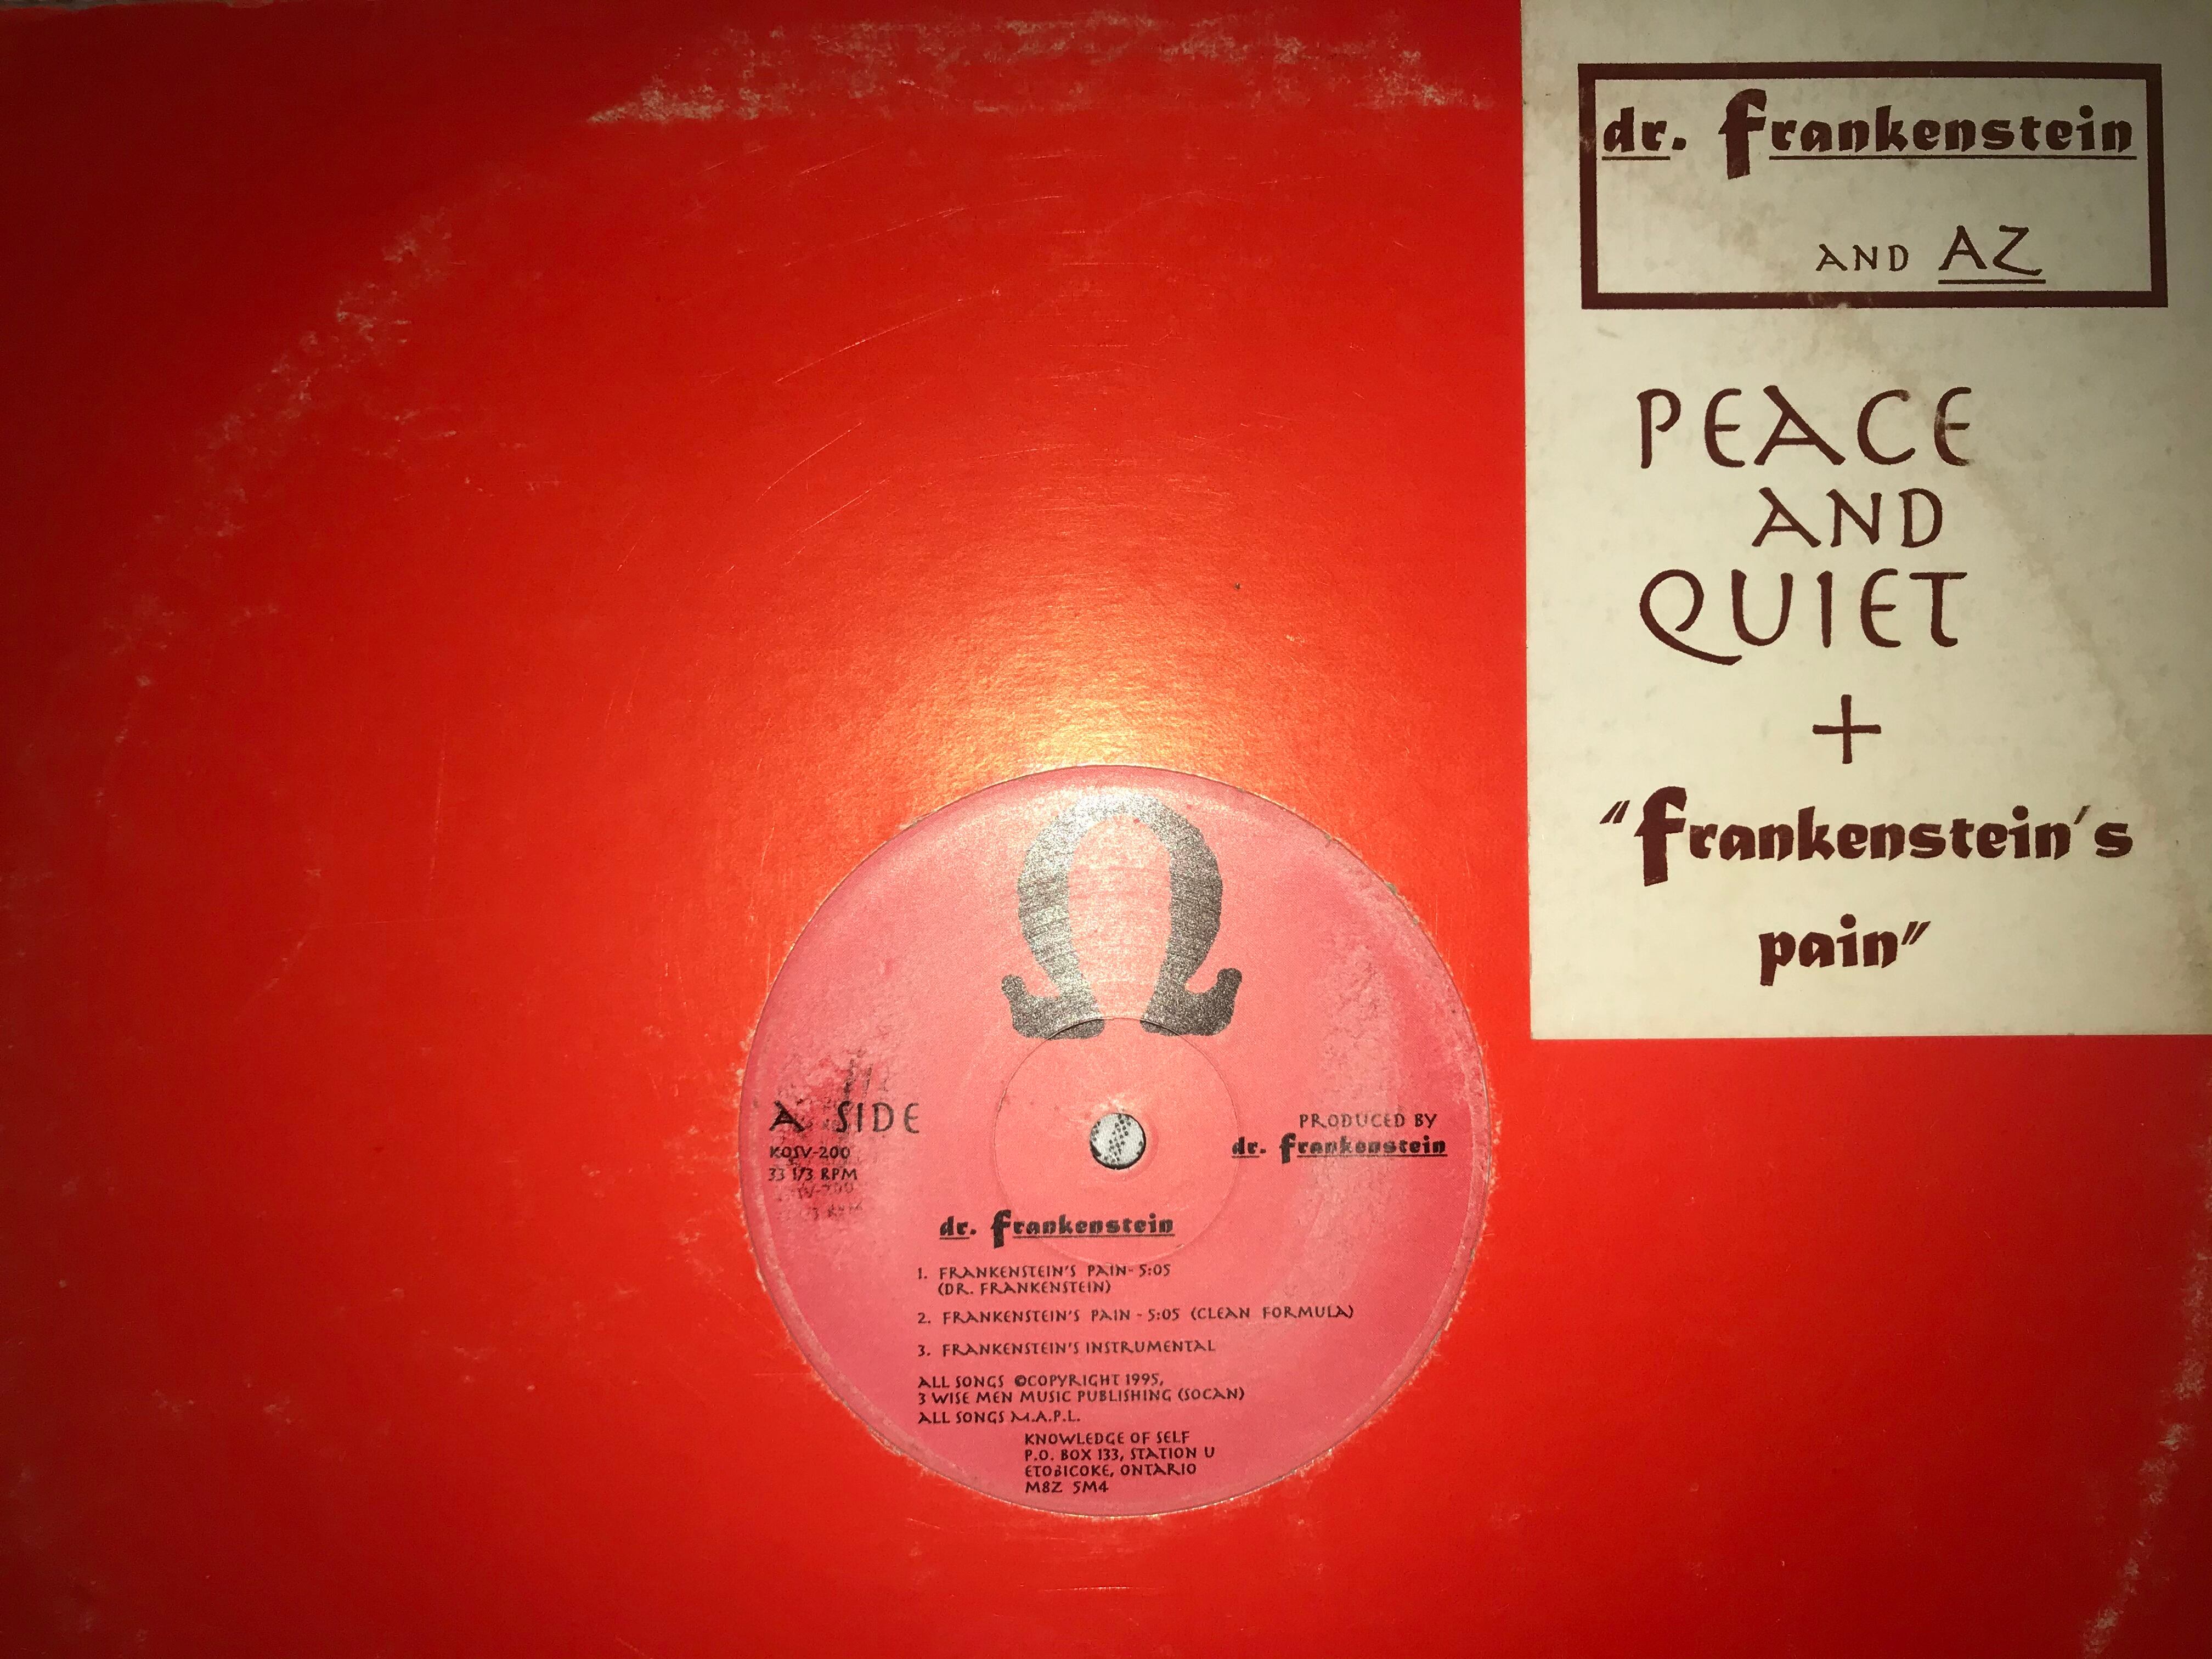 dr. Frankenstein
AND AZ
PEACE
AND
QUIET
+
"Frankenstein's
pain"
Ω
A SIDE
KOSV-200
33 1/3 RPM
PRODUCED BY
dr. Frankenstein
dr. Frankenstein
1. FRANKENSTEIN'S PAIN- 5:05
(DR. FRANKENSTEIN)
2. FRANKENSTEIN'S PAIN - 5:05 (CLEAN FORMULA)
3. FRANKENSTEIN'S INSTRUMENTAL
ALL SONGS ©COPYRIGHT 1995,
3 WISE MEN MUSIC PUBLISHING (SOCAN)
ALL SONGS M.A.P.L.
KNOWLEDGE OF SELF
P.O. BOX 133, STATION U
ETOBICOKE, ONTARIO
M8Z 5M4